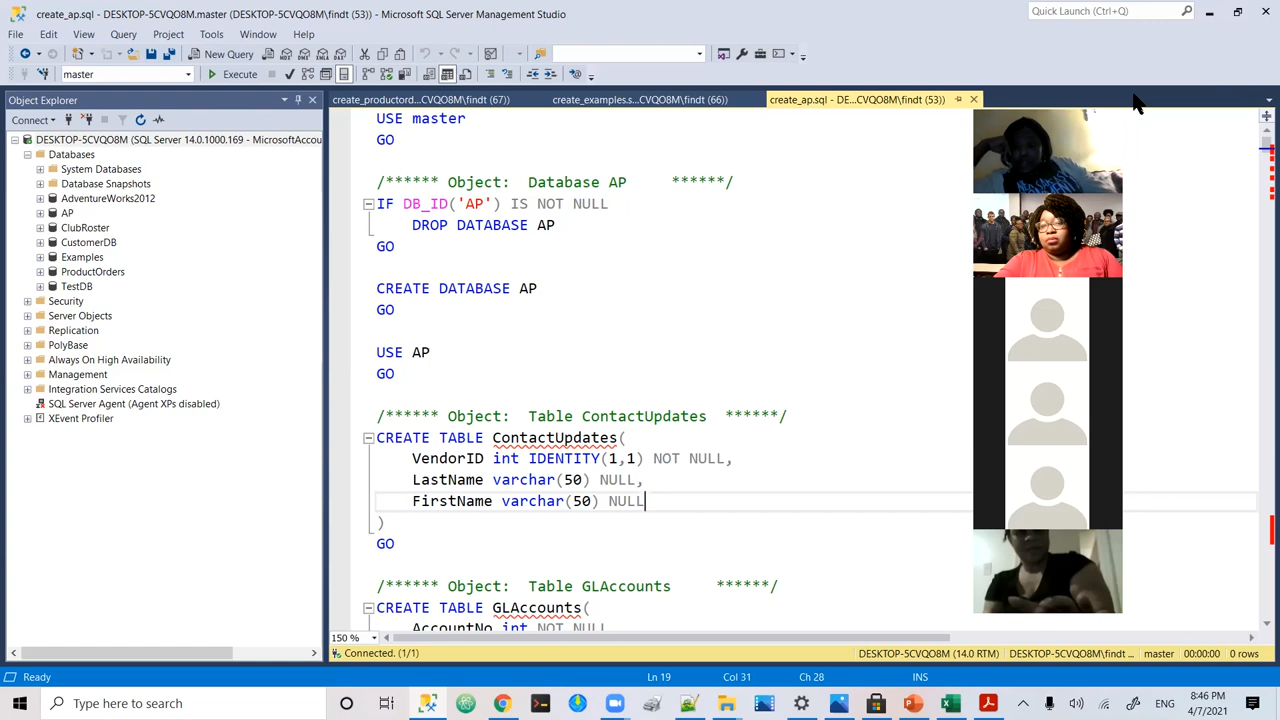 create_ap.sql - DESKTOP-5CVQO8M.master (DESKTOP-5CVQO8M\findt (53)) - Microsoft SQL Server Management Studio
Quick Launch (Ctrl+Q)
File Edit View Query Project Tools Window Help
New Query
master
Execute
Object Explorer
create_productord...CVQO8M\findt (67))
create_examples.s...CVQO8M\findt (66))
create_ap.sql - DE...CVQO8M\findt (53))
Connect
DESKTOP-5CVQO8M (SQL Server 14.0.1000.169 - MicrosoftAccou
Databases
System Databases
Database Snapshots
AdventureWorks2012
AP
ClubRoster
CustomerDB
Examples
ProductOrders
TestDB
Security
Server Objects
Replication
PolyBase
Always On High Availability
Management
Integration Services Catalogs
SQL Server Agent (Agent XPs disabled)
XEvent Profiler
USE master
GO
/****** Object:  Database AP     ******/
IF DB_ID('AP') IS NOT NULL
DROP DATABASE AP
GO
CREATE DATABASE AP
GO
USE AP
GO
/****** Object:  Table ContactUpdates  ******/
CREATE TABLE ContactUpdates(
VendorID int IDENTITY(1,1) NOT NULL,
LastName varchar(50) NULL,
FirstName varchar(50) NULL
)
GO
/****** Object:  Table GLAccounts     ******/
CREATE TABLE GLAccounts(
AccountNo int NOT NULL
150 %
Connected. (1/1)
DESKTOP-5CVQO8M (14.0 RTM)
DESKTOP-5CVQO8M\findt ...
master
00:00:00
0 rows
Ready
Ln 19
Col 31
Ch 28
INS
Type here to search
ENG
8:46 PM
4/7/2021